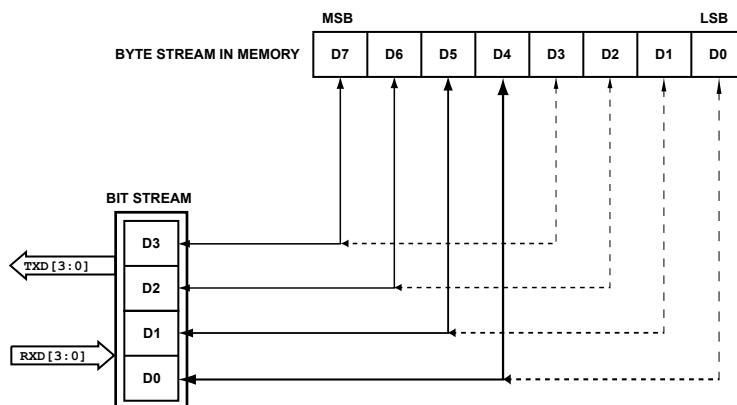 MSB LSB
BYTE STREAM IN MEMORY D7 D6 D5 D4 D3 D2 D1 D0
BIT STREAM
D3
TXD[3:0]
D2
D1
RXD[3:0]
D0